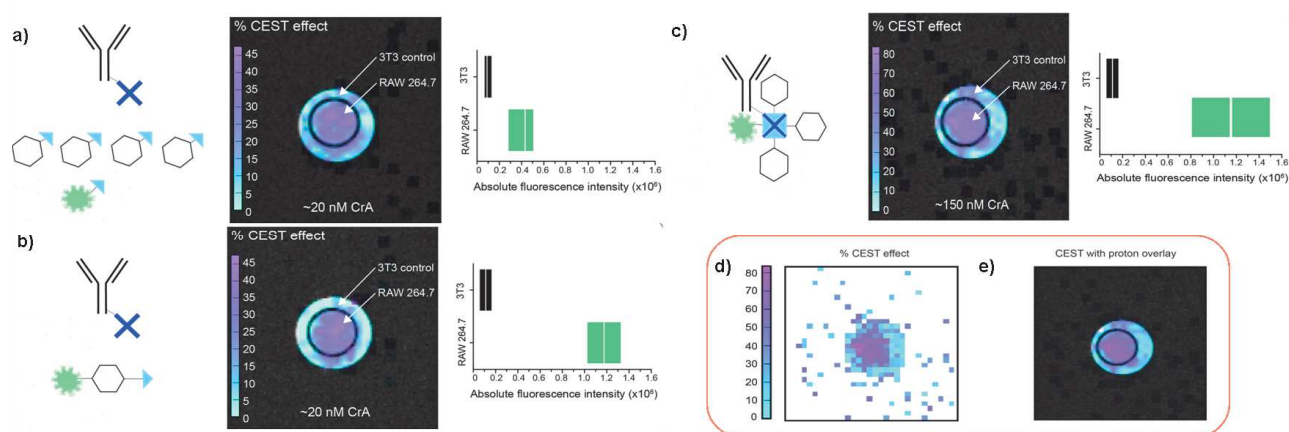 a)
% CEST effect
45
40
35
30
25
20
15
10
5
0
3T3 control
RAW 264.7
~20 nM CrA
3T3
RAW 264.7
0 0.2 0.4 0.6 0.8 1.0 1.2 1.4 1.6
Absolute fluorescence intensity (x10⁶)
b)
% CEST effect
45
40
35
30
25
20
15
10
5
0
3T3 control
RAW 264.7
~20 nM CrA
3T3
RAW 264.7
0 0.2 0.4 0.6 0.8 1.0 1.2 1.4 1.6
Absolute fluorescence intensity (x10⁶)
c)
% CEST effect
80
70
60
50
40
30
20
10
0
3T3 control
RAW 264.7
~150 nM CrA
3T3
RAW 264.7
0 0.2 0.4 0.6 0.8 1.0 1.2 1.4 1.6
Absolute fluorescence intensity (x10⁶)
d)
% CEST effect
80
70
60
50
40
30
20
10
0
e)
CEST with proton overlay